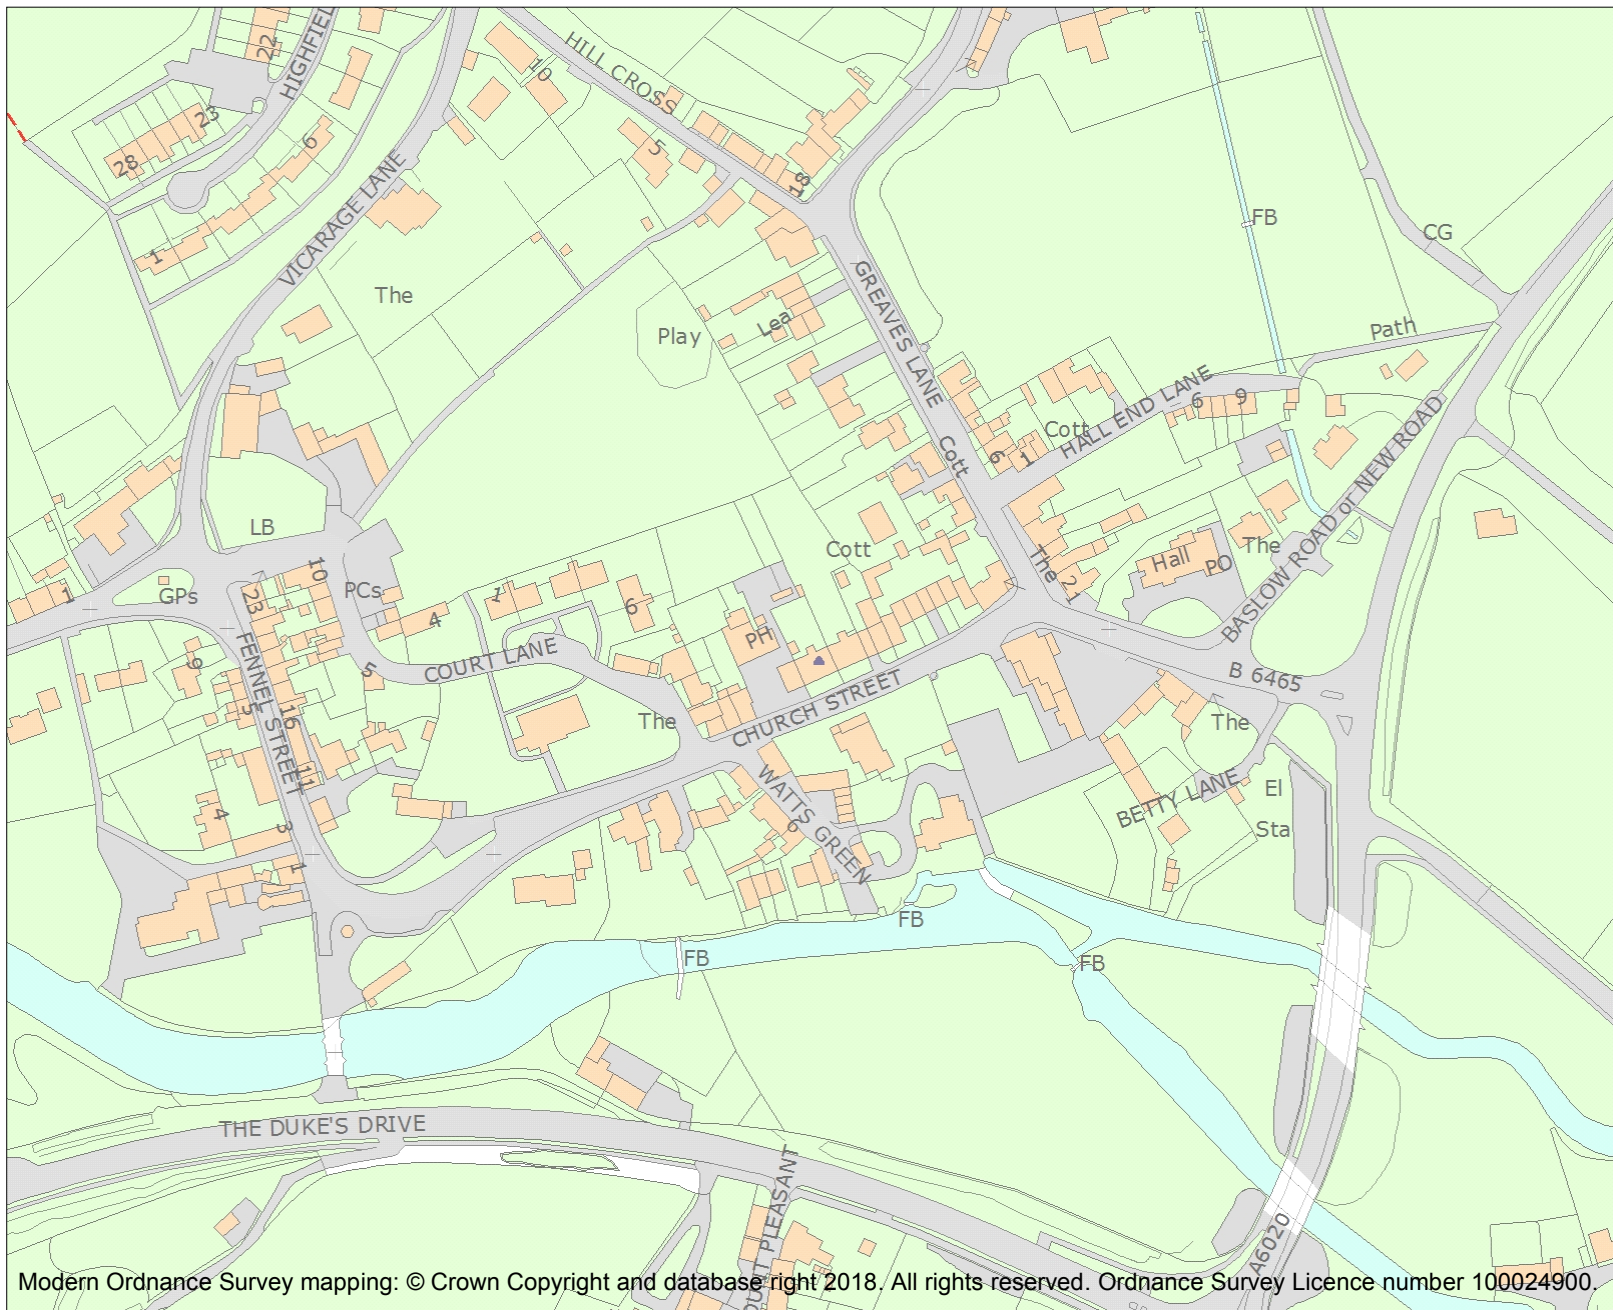 HIGHFIEL
22
HILL CROSS
10
23
28
6
5
1
VICARAGE LANE
18
FB
CG
The
Play
Lea
GREAVES LANE
Path
Cott
Cott
6
1
HALL END LANE
6
9
BASLOW ROAD or NEW ROAD
LB
Cott
The
21
Hall
PO
The
10
PCs
GPs
1
23
1
4
6
PH
9
5
COURT LANE
FENNEL STREET
16
5
11
The
CHURCH STREET
B 6465
The
WATTS GREEN
6
BETTY LANE
El
Sta
4
3
1
FB
FB
FB
THE DUKE'S DRIVE
OUNT PLEASANT
A6020
Modern Ordnance Survey mapping: © Crown Copyright and database right 2018. All rights reserved. Ordnance Survey Licence number 100024900.